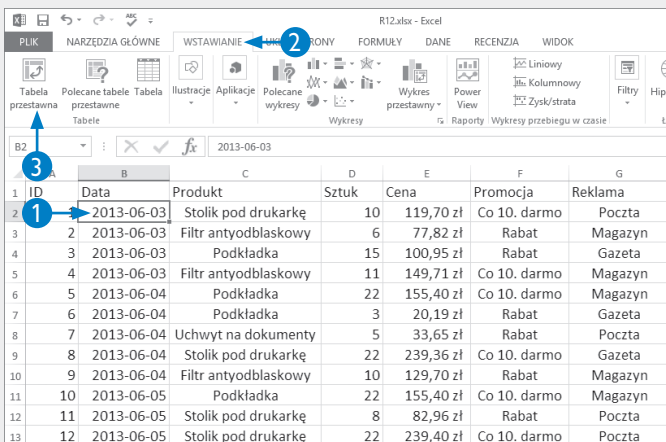 R12.xlsx - Excel
PLIK NARZĘDZIA GŁÓWNE WSTAWIANIE 2 RONY FORMUŁY DANE RECENZJA WIDOK
Tabela przestawna Polecane tabele przestawne Tabela Ilustracje Aplikacje Polecane wykresy Wykres przestawny Power View Liniowy Kolumnowy Zysk/strata Filtry Hip
Tabele Wykresy Raporty Wykresy przebiegu w czasie
3
B2 fx 2013-06-03
A B C D E F G
1 ID Data Produkt Sztuk Cena Promocja Reklama
2 1 2013-06-03 Stolik pod drukarkę 10 119,70 zł Co 10. darmo Poczta
3 2 2013-06-03 Filtr antyodblaskowy 6 77,82 zł Rabat Magazyn
4 3 2013-06-03 Podkładka 15 100,95 zł Rabat Gazeta
5 4 2013-06-03 Filtr antyodblaskowy 11 149,71 zł Co 10. darmo Magazyn
6 5 2013-06-04 Podkładka 22 155,40 zł Co 10. darmo Magazyn
7 6 2013-06-04 Podkładka 3 20,19 zł Rabat Gazeta
8 7 2013-06-04 Uchwyt na dokumenty 5 33,65 zł Rabat Poczta
9 8 2013-06-04 Stolik pod drukarkę 22 239,36 zł Co 10. darmo Gazeta
10 9 2013-06-04 Filtr antyodblaskowy 10 129,70 zł Rabat Magazyn
11 10 2013-06-05 Podkładka 22 155,40 zł Co 10. darmo Magazyn
12 11 2013-06-05 Stolik pod drukarkę 8 82,96 zł Rabat Poczta
13 12 2013-06-05 Stolik pod drukarkę 22 239,40 zł Co 10. darmo Poczta